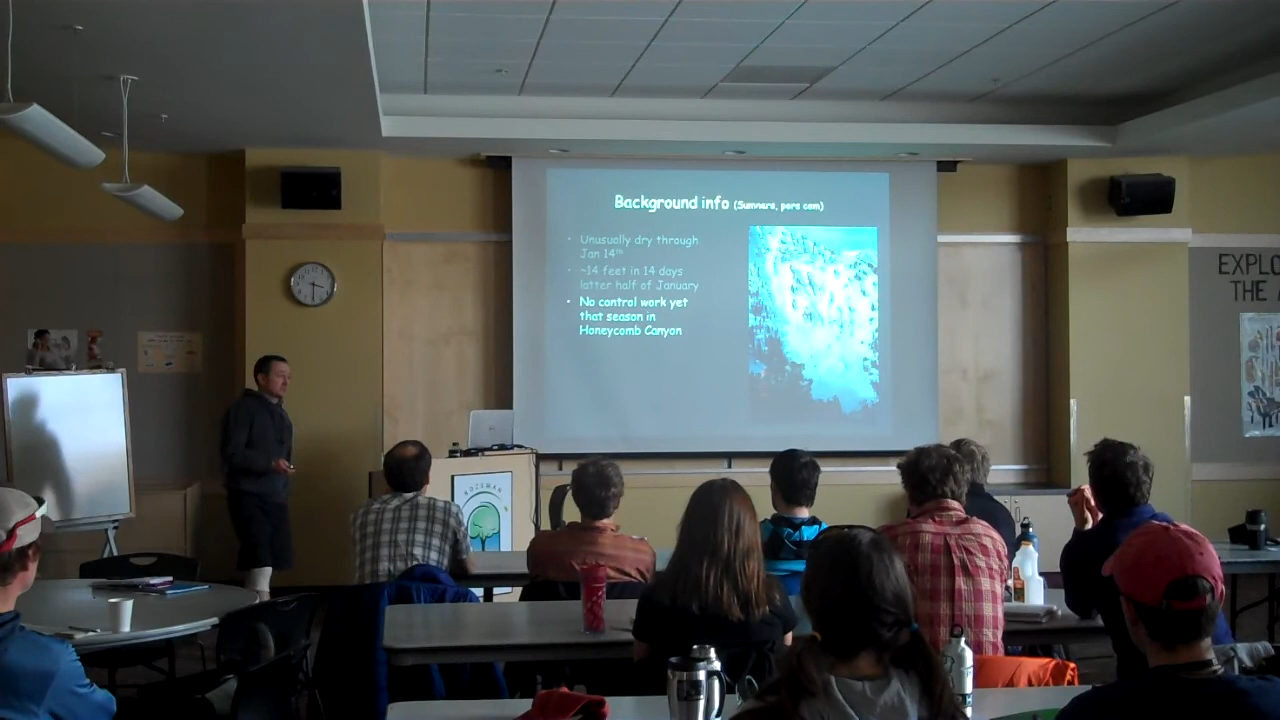 Background info (Sumners, pers com)
• Unusually dry through
Jan 14th
• ~14 feet in 14 days
latter half of January
• No control work yet
that season in
Honeycomb Canyon
EXPLO
THE A
BOZEMAN